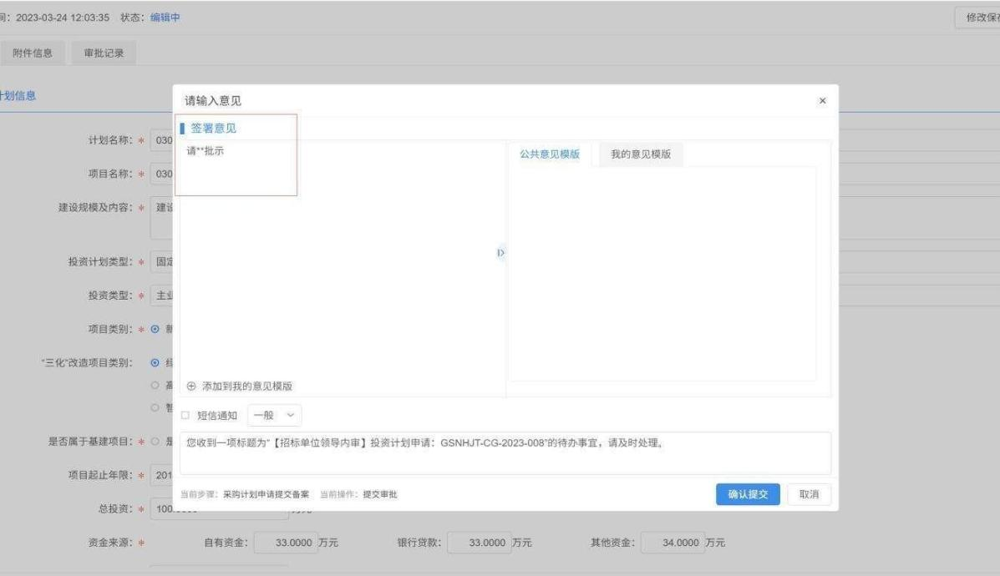 间：2023-03-24 12:03:35 状态：编辑中 修改保存
附件信息 审批记录
计划信息
请输入意见 ×
签署意见
计划名称：* 030
请**批示
公共意见模版 我的意见模版
项目名称：* 030
建设规模及内容：* 建设
投资计划类型：* 固定
投资类型：* 主业
项目类别：* 新
"三化"改造项目类别： 绿
高
智
添加到我的意见模版
短信通知 一般
是否属于基建项目：* 是
您收到一项标题为"【招标单位领导内审】投资计划申请：GSNHJT-CG-2023-008"的待办事宜，请及时处理。
项目起止年限：* 201
当前步骤：采购计划申请提交备案 当前操作：提交审批 确认提交 取消
总投资：* 100.0000 万元
资金来源：* 自有资金：33.0000 万元 银行贷款：33.0000 万元 其他资金：34.0000 万元